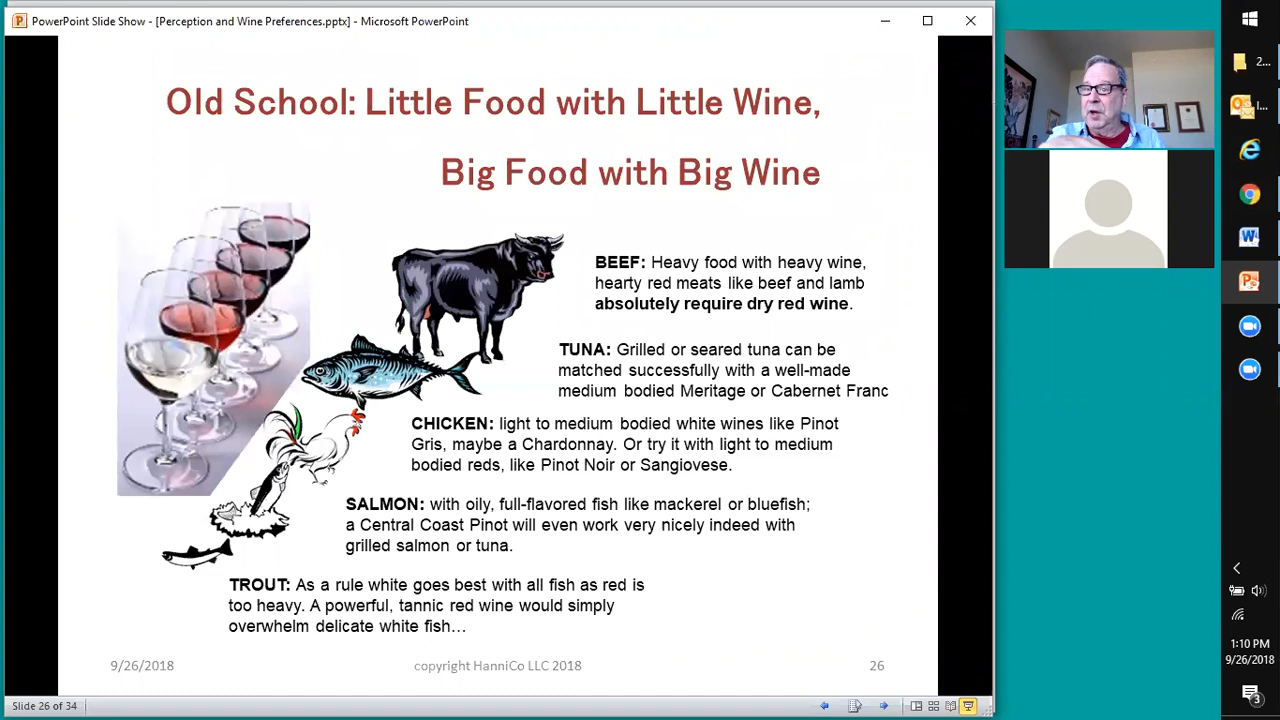 PowerPoint Slide Show - [Perception and Wine Preferences.pptx] - Microsoft PowerPoint
Old School: Little Food with Little Wine,
Big Food with Big Wine
BEEF: Heavy food with heavy wine,
hearty red meats like beef and lamb
absolutely require dry red wine.
TUNA: Grilled or seared tuna can be
matched successfully with a well-made
medium bodied Meritage or Cabernet Franc
CHICKEN: light to medium bodied white wines like Pinot
Gris, maybe a Chardonnay. Or try it with light to medium
bodied reds, like Pinot Noir or Sangiovese.
SALMON: with oily, full-flavored fish like mackerel or bluefish;
a Central Coast Pinot will even work very nicely indeed with
grilled salmon or tuna.
TROUT: As a rule white goes best with all fish as red is
too heavy. A powerful, tannic red wine would simply
overwhelm delicate white fish…
9/26/2018
copyright HanniCo LLC 2018
26
Slide 26 of 34
2...
I...
1:10 PM
9/26/2018
3